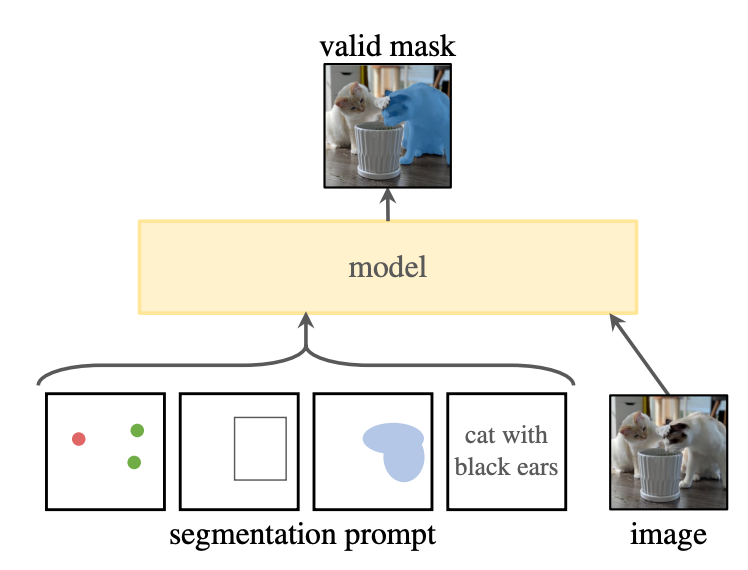 valid mask
model
cat with
black ears
segmentation prompt
image